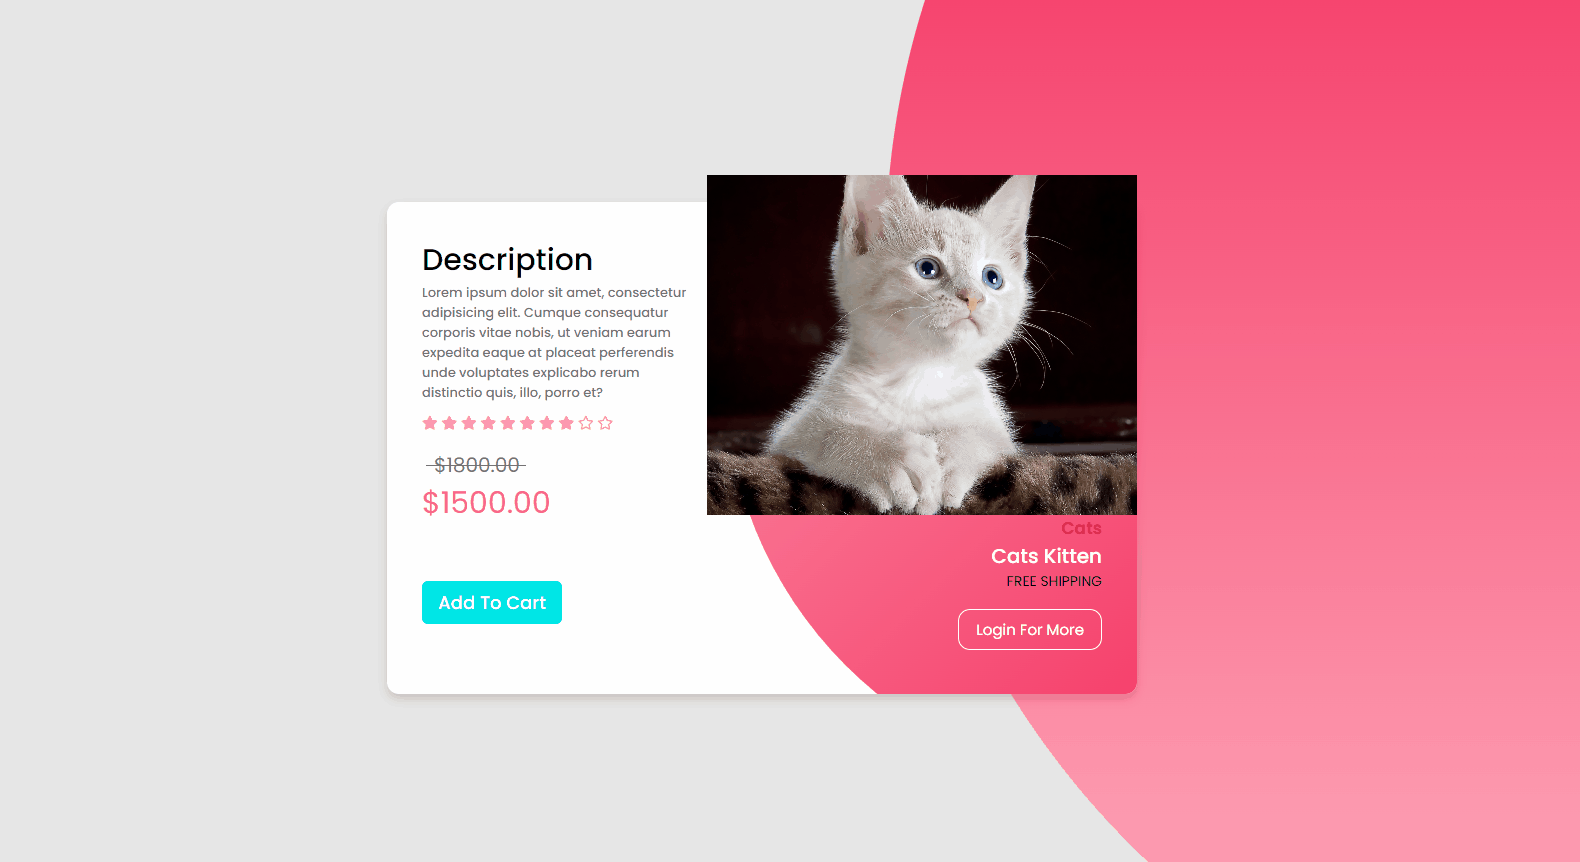 Description
Lorem ipsum dolor sit amet, consectetur
adipisicing elit. Cumque consequatur
corporis vitae nobis, ut veniam earum
expedita eaque at placeat perferendis
unde voluptates explicabo rerum
distinctio quis, illo, porro et?
$1800.00
$1500.00
Add To Cart
Cats
Cats Kitten
FREE SHIPPING
Login For More